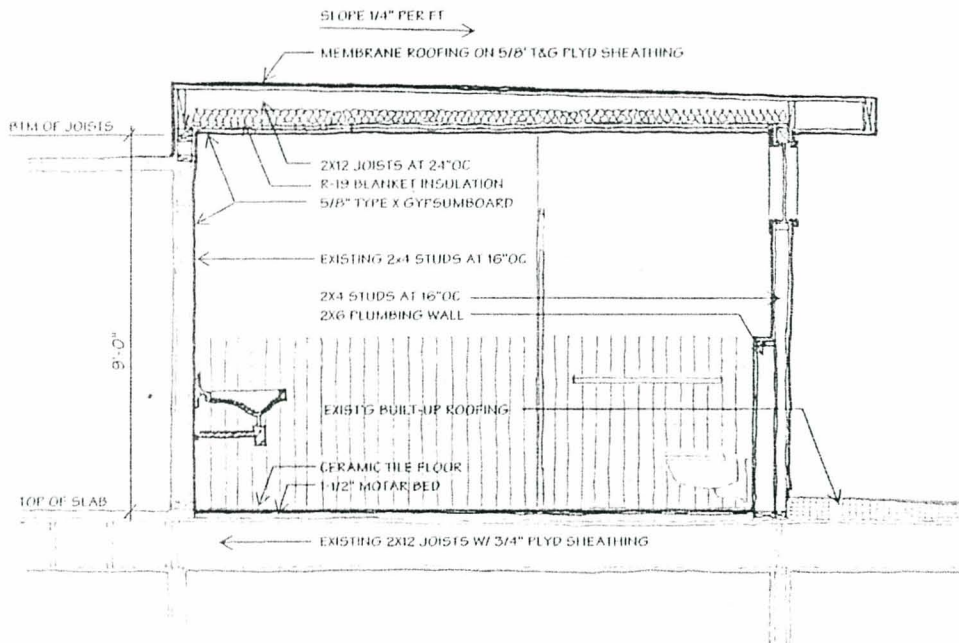 SLOPE 1/4" PER FT
MEMBRANE ROOFING ON 5/8' T&G PLYD SHEATHING
BTM OF JOISTS
2X12 JOISTS AT 24"OC
R-19 BLANKET INSULATION
5/8" TYPE X GYPSUMBOARD
EXISTING 2x4 STUDS AT 16"OC
2X4 STUDS AT 16"OC
2X6 PLUMBING WALL
9'-0"
EXIST'G BUILT-UP ROOFING
CERAMIC TILE FLOOR
1-1/2" MOTAR BED
TOP OF SLAB
EXISTING 2X12 JOISTS W/ 3/4" PLYD SHEATHING